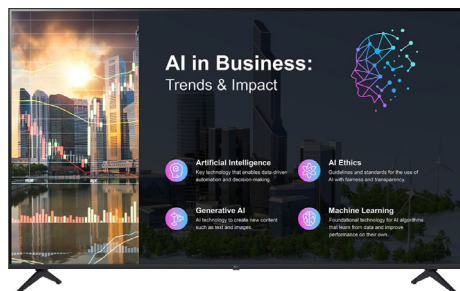 AI in Business:
Trends & Impact
Artificial Intelligence
Key technology that enables data-driven
automation and decision-making.
AI Ethics
Guidelines and standards for the use of
AI with fairness and transparency.
Generative AI
AI technology to create new content
such as text and images.
Machine Learning
Foundational technology for AI algorithms
that learn from data and improve
performance on their own.